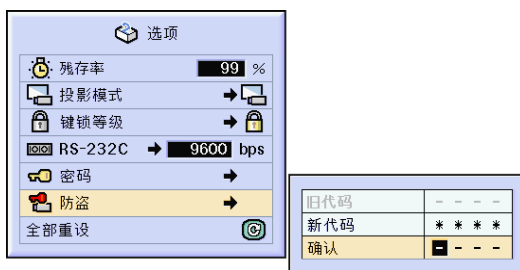 选项
残存率 99 %
投影模式
键锁等级
RS-232C 9600 bps
密码
防盗
全部重设
旧代码 - - - -
新代码 * * * *
确认 - - - -